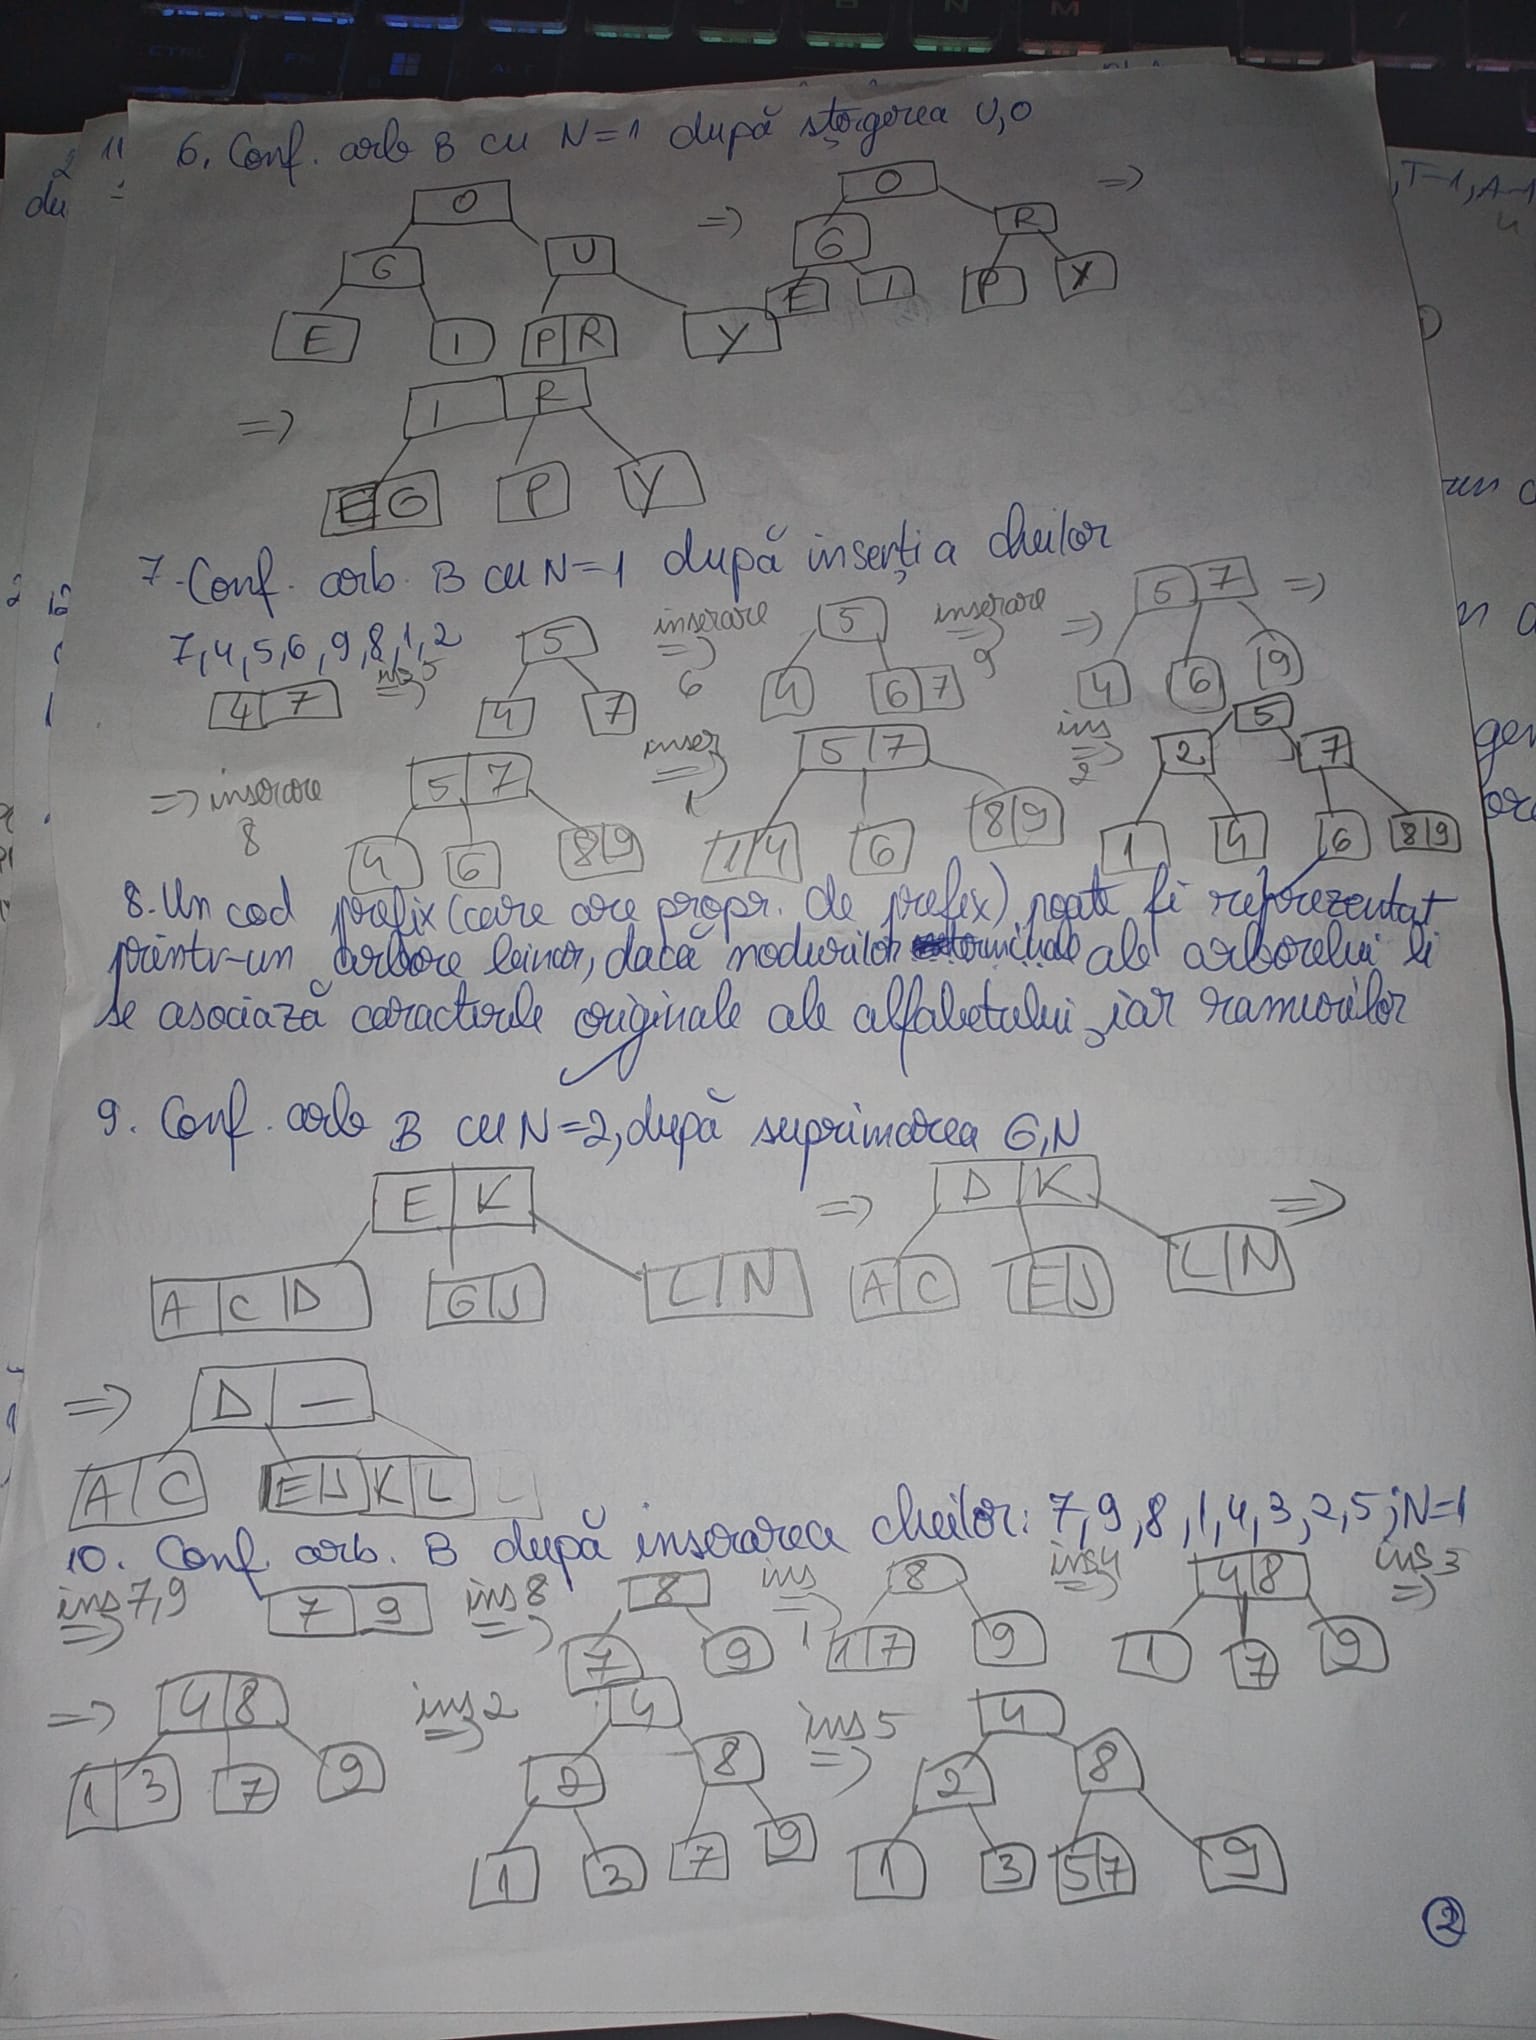 6. Conf. arb B cu N=1 după ștergerea U,O
O ⇒ O ⇒
G U G R
E I P R Y E I P Y
⇒ I R
E G P Y
7. Conf. arb. B cu N=1 după inserția cheilor
7,4,5,6,9,8,1,2
4 7 ins 5 ⇒ 5 inserare ⇒ 6 5 inserare ⇒ 9 ⇒ 5 7 ⇒
4 7 4 6 7 4 6 9
⇒ inserare 8 5 7 inser ⇒ 1 5 7 ins ⇒ 2 5
2 7
4 6 8 9 1 4 6 8 9 1 4 6 8 9
8. Un cod prefix (care are propr. de prefix) poate fi reprezentat
printr-un arbore binar, dacă nodurilor terminale ale arborelui li
se asociază caracterele originale ale alfabetului, iar ramurilor
9. Conf. arb B cu N=2, după suprimarea G,N
E K ⇒ D K ⇒
A C D G J L N A C E J L N
⇒ D —
A C E J K L
10. Conf. arb. B după inserarea cheilor: 7,9,8,1,4,3,2,5; N=1
ins 7,9 ⇒ 7 9 ins 8 ⇒ 8 ins ⇒ 1 8 ins 4 ⇒ 4 8 ins 3 ⇒
7 9 1 7 9 1 7 9
⇒ 4 8 ins 2 ⇒ 4 ins 5 ⇒ 4
1 3 7 9 2 8 2 8
1 3 7 9 1 3 5 7 9
2